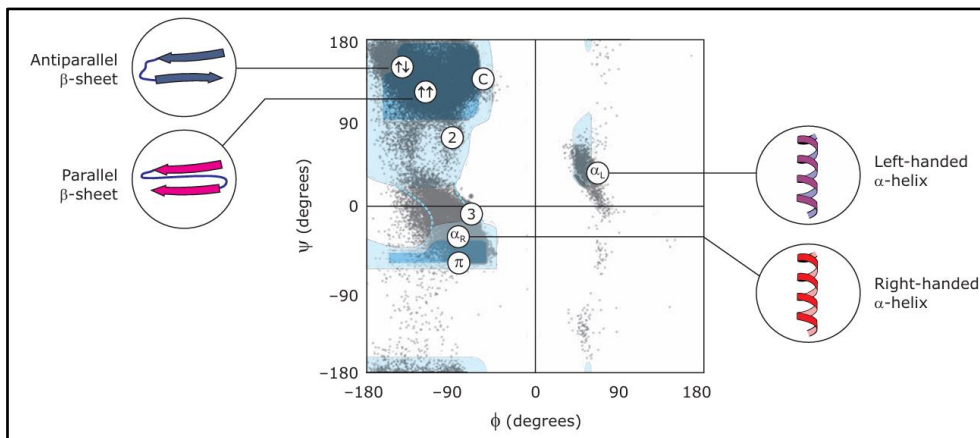 Antiparallel
β-sheet
Parallel
β-sheet
180
90
0
−90
−180
ψ (degrees)
↑↓
↑↑
C
2
3
αL
αR
π
−180
−90
0
90
180
ϕ (degrees)
Left-handed
α-helix
Right-handed
α-helix